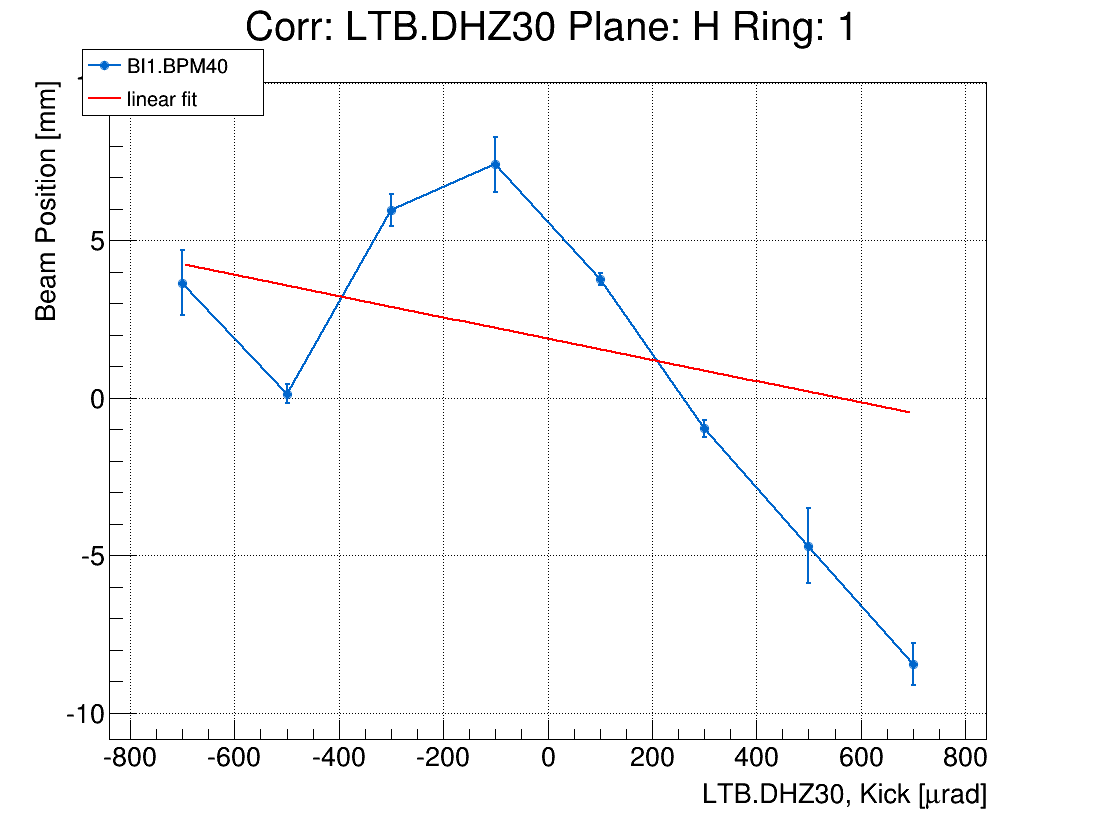 Corr: LTB.DHZ30 Plane: H Ring: 1
BI1.BPM40
linear fit
Beam Position [mm]
5
0
-5
-10
-800 -600 -400 -200 0 200 400 600 800
LTB.DHZ30, Kick [μrad]